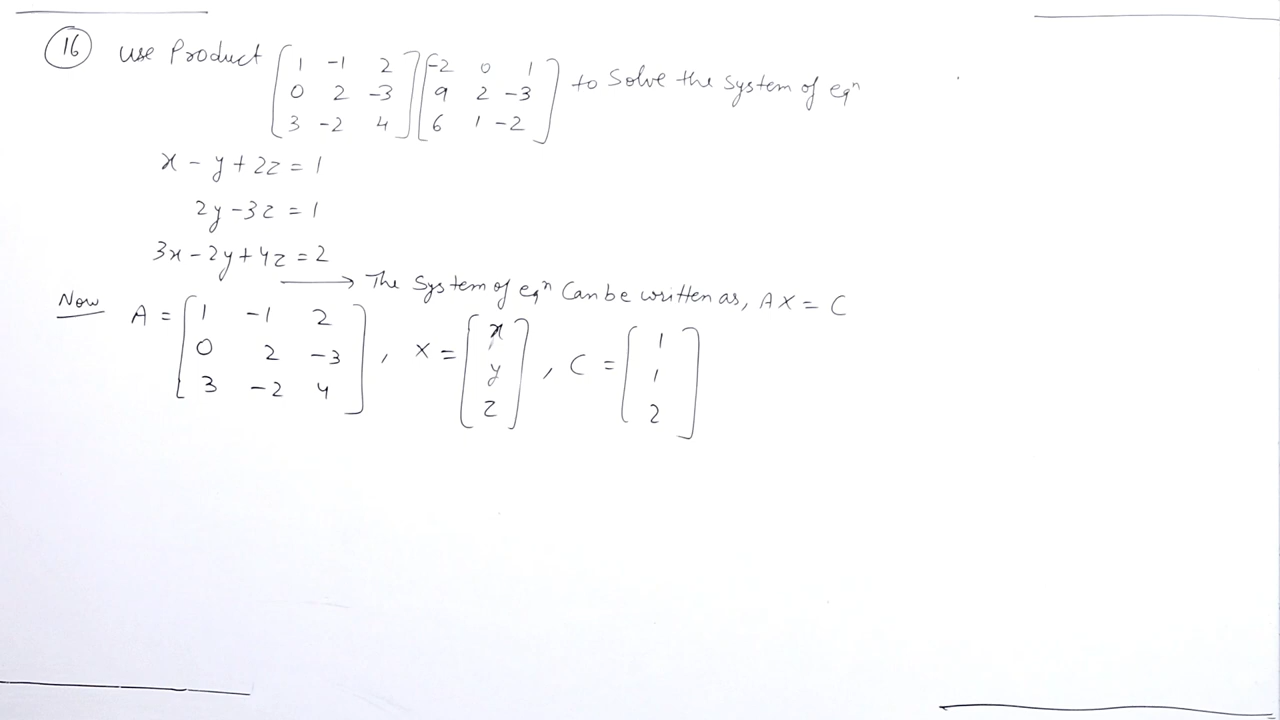 16 Use Product [1 -1 2; 0 2 -3; 3 -2 4] [-2 0 1; 9 2 -3; 6 1 -2] to Solve the System of eqⁿ
x - y + 2z = 1
2y - 3z = 1
3x - 2y + 4z = 2
→ The System of eqⁿ Can be written as, AX = C
Now A = [1 -1 2; 0 2 -3; 3 -2 4], X = [x; y; z], C = [1; 1; 2]